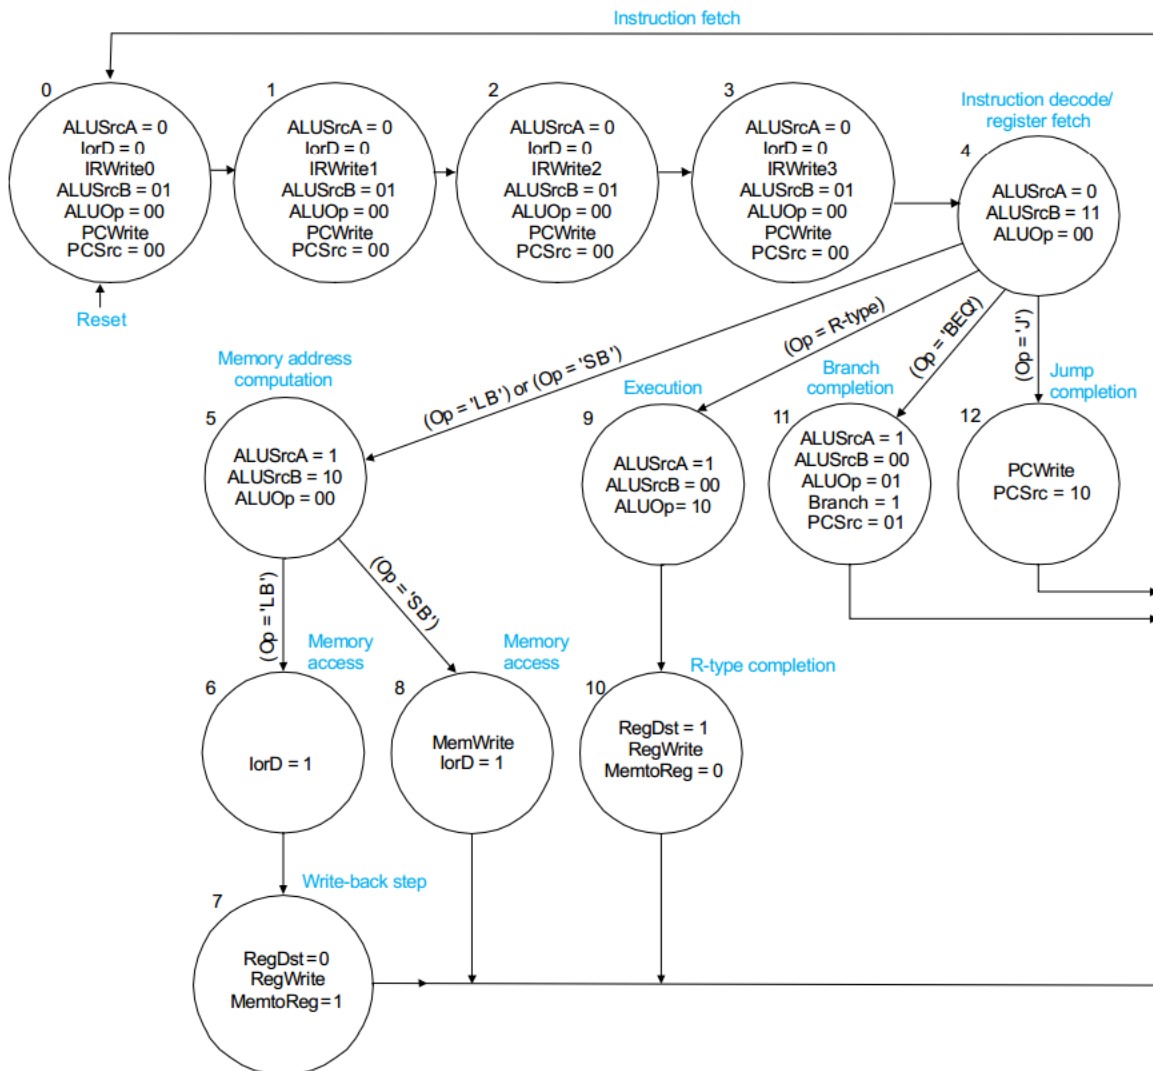 Instruction fetch
0
ALUSrcA = 0
IorD = 0
IRWrite0
ALUSrcB = 01
ALUOp = 00
PCWrite
PCSrc = 00
Reset
1
ALUSrcA = 0
IorD = 0
IRWrite1
ALUSrcB = 01
ALUOp = 00
PCWrite
PCSrc = 00
2
ALUSrcA = 0
IorD = 0
IRWrite2
ALUSrcB = 01
ALUOp = 00
PCWrite
PCSrc = 00
3
ALUSrcA = 0
IorD = 0
IRWrite3
ALUSrcB = 01
ALUOp = 00
PCWrite
PCSrc = 00
Instruction decode/
register fetch
4
ALUSrcA = 0
ALUSrcB = 11
ALUOp = 00
(Op = 'LB') or (Op = 'SB')
(Op = R-type)
(Op = 'BEQ')
(Op = 'J')
Memory address
computation
5
ALUSrcA = 1
ALUSrcB = 10
ALUOp = 00
Execution
9
ALUSrcA =1
ALUSrcB = 00
ALUOp= 10
Branch
completion
11
ALUSrcA = 1
ALUSrcB = 00
ALUOp = 01
Branch = 1
PCSrc = 01
Jump
completion
12
PCWrite
PCSrc = 10
(Op = 'LB')
(Op = 'SB')
Memory
access
6
IorD = 1
Memory
access
8
MemWrite
IorD = 1
R-type completion
10
RegDst = 1
RegWrite
MemtoReg = 0
Write-back step
7
RegDst=0
RegWrite
MemtoReg=1